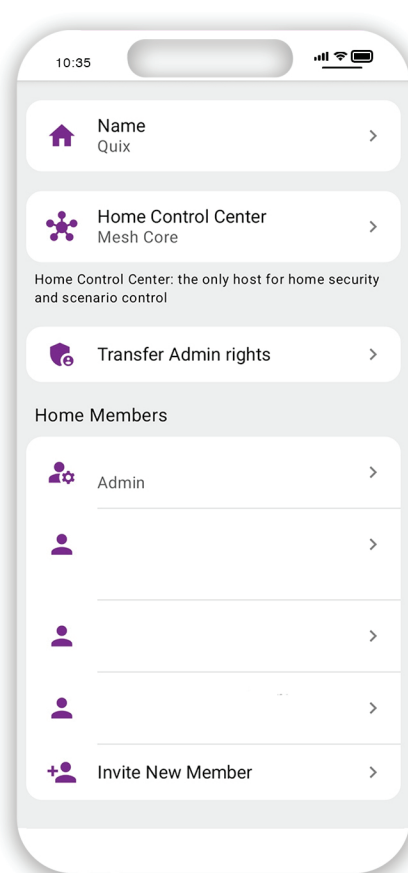 10:35
Name
Quix
Home Control Center
Mesh Core
Home Control Center: the only host for home security
and scenario control
Transfer Admin rights
Home Members
Admin
Invite New Member